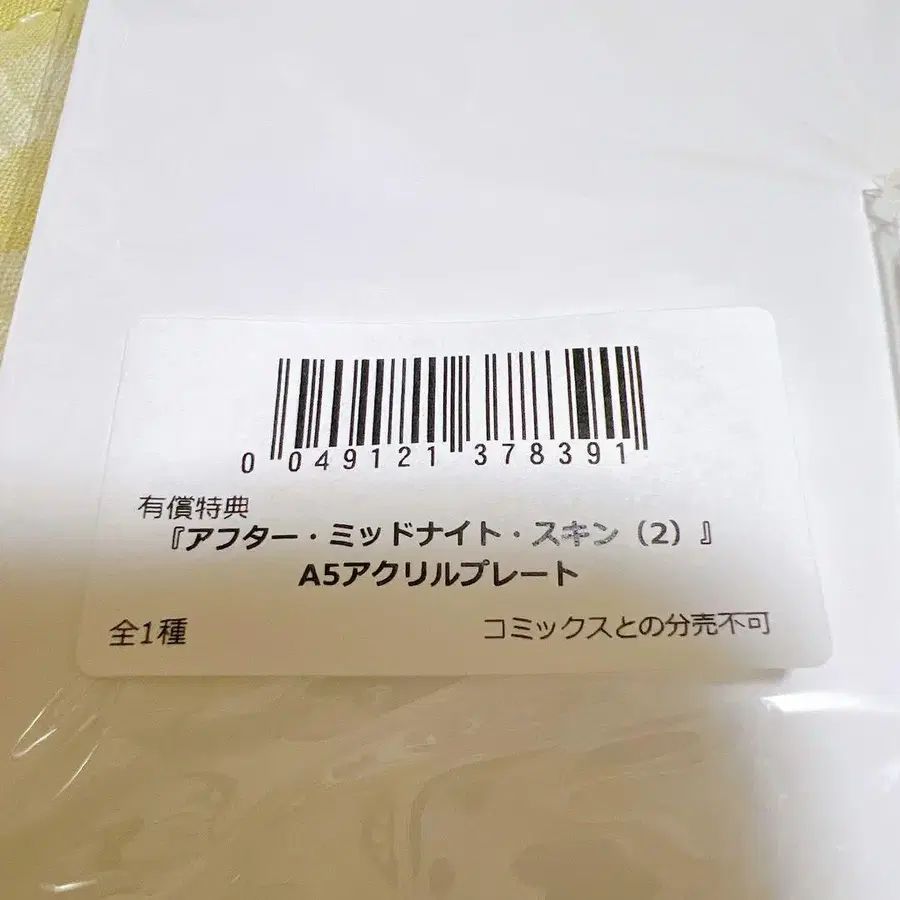 0 049121 378391
有償特典
『アフター・ミッドナイト・スキン（2）』
A5アクリルプレート
全1種
コミックスとの分売不可